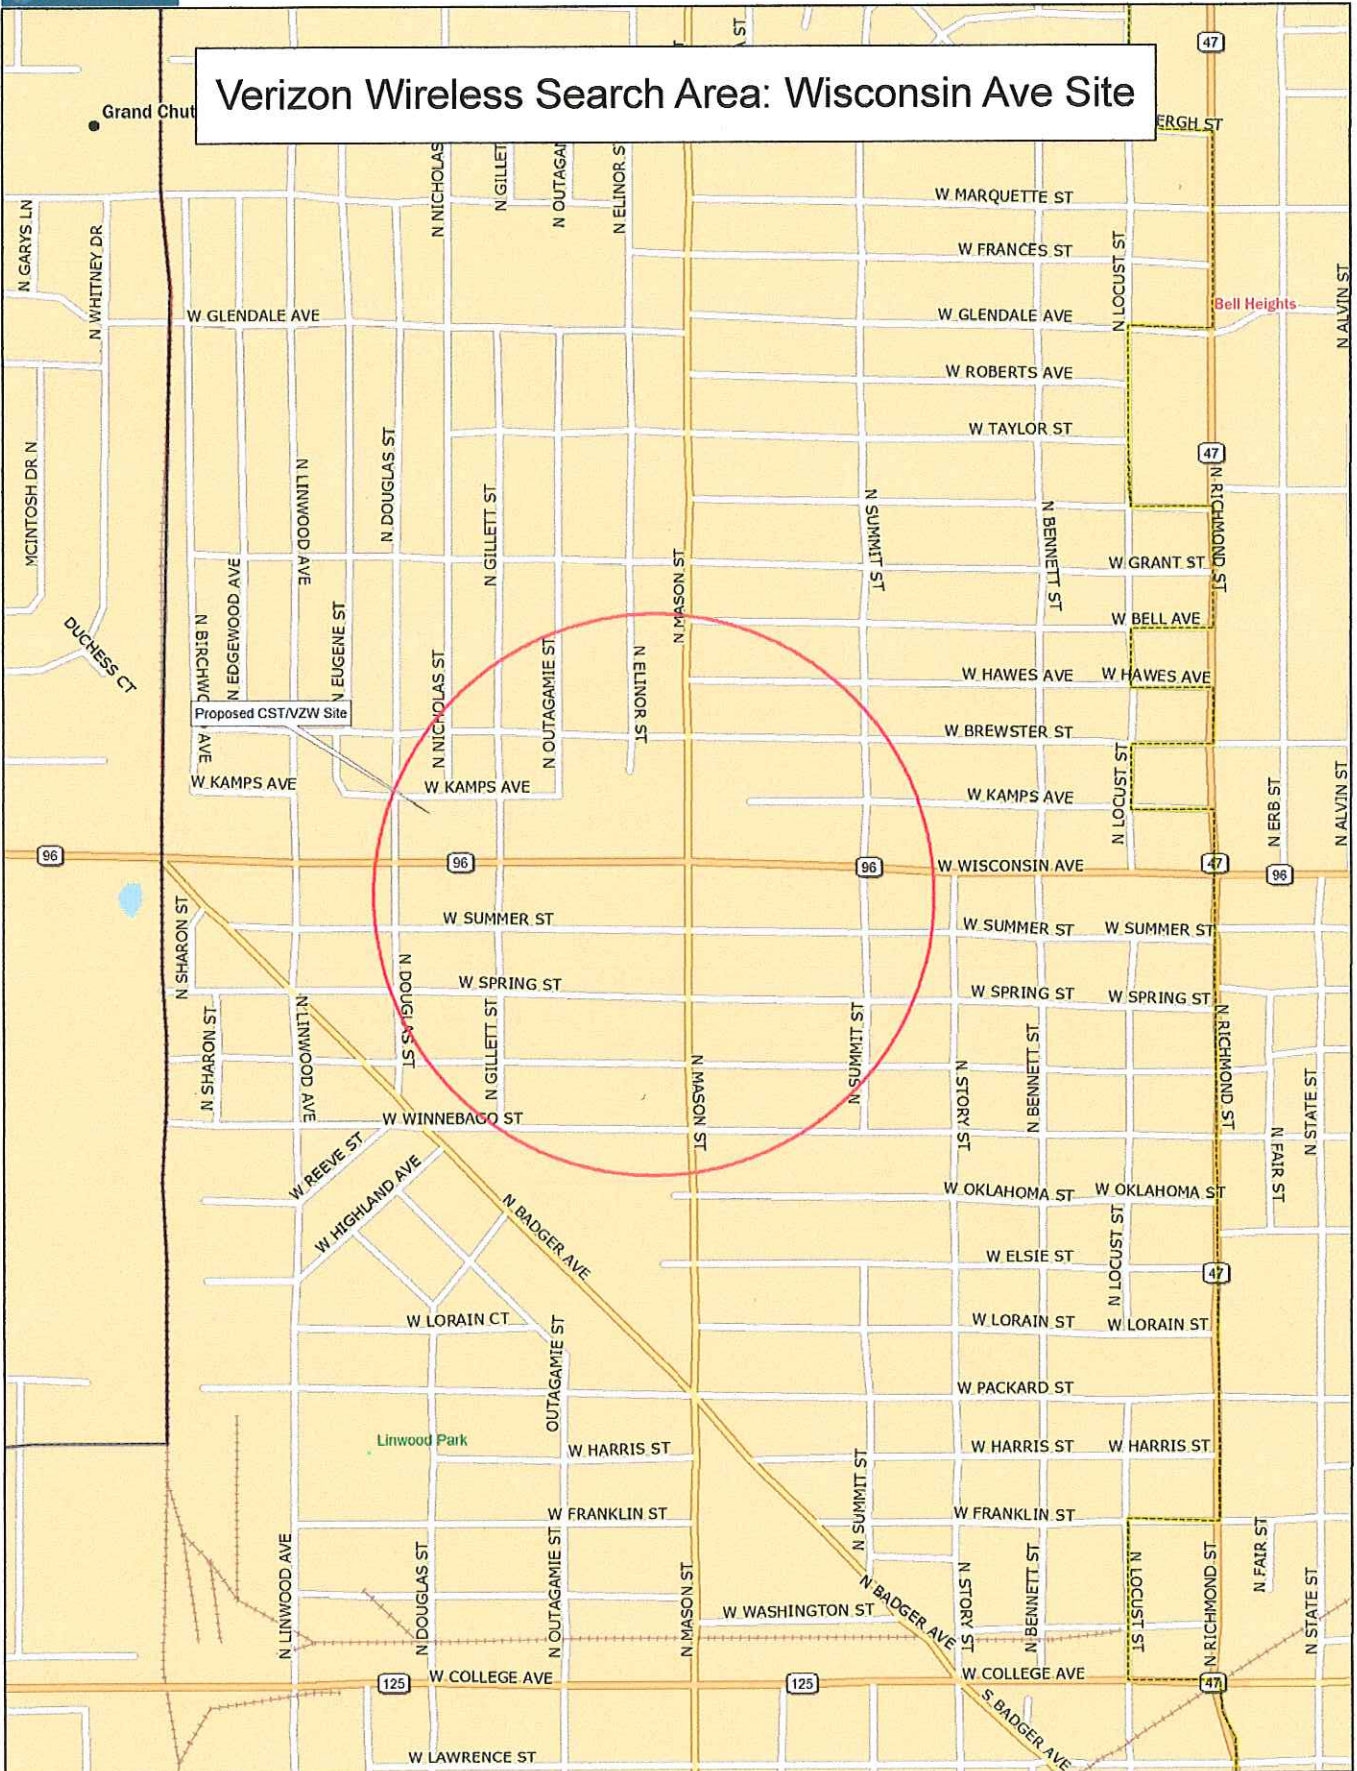 Verizon Wireless Search Area: Wisconsin Ave Site
47
Grand Chut
ERGH ST
N NICHOLAS
N GILLET
N OUTAGAI
N ELINOR S
W MARQUETTE ST
N GARYS LN
N WHITNEY DR
W FRANCES ST
N LOCUST ST
N ALVIN ST
Bell Heights
W GLENDALE AVE
W GLENDALE AVE
W ROBERTS AVE
W TAYLOR ST
47
MCINTOSH DR N
N LINWOOD AVE
N DOUGLAS ST
N GILLETT ST
N SUMMIT ST
N BENNETT ST
N RICHMOND ST
N MASON ST
W GRANT ST
N EDGEWOOD AVE
N EUGENE ST
W BELL AVE
DUCHESS CT
N NICHOLAS ST
N OUTAGAMIE ST
N ELINOR ST
W HAWES AVE
W HAWES AVE
Proposed CST/VZW Site
W BREWSTER ST
W KAMPS AVE
W KAMPS AVE
W KAMPS AVE
N LOCUST ST
N ERB ST
N ALVIN ST
96
96
96
W WISCONSIN AVE
47
96
N SHARON ST
W SUMMER ST
W SUMMER ST
W SUMMER ST
N DOUGLAS ST
W SPRING ST
W SPRING ST
W SPRING ST
N SHARON ST
N LINWOOD AVE
N GILLETT ST
N MASON ST
N SUMMIT ST
N STORY ST
N BENNETT ST
N RICHMOND ST
N STATE ST
N FAIR ST
W WINNEBAGO ST
W REEVE ST
W HIGHLAND AVE
N BADGER AVE
W OKLAHOMA ST
W OKLAHOMA ST
W ELSIE ST
N LOCUST ST
47
W LORAIN CT
OUTAGAMIE ST
W LORAIN ST
W LORAIN ST
W PACKARD ST
Linwood Park
W HARRIS ST
W HARRIS ST
W HARRIS ST
N SUMMIT ST
W FRANKLIN ST
W FRANKLIN ST
N LINWOOD AVE
N DOUGLAS ST
N OUTAGAMIE ST
N MASON ST
N BADGER AVE
N STORY ST
N BENNETT ST
N LOCUST ST
N RICHMOND ST
N FAIR ST
N STATE ST
W WASHINGTON ST
125
W COLLEGE AVE
125
W COLLEGE AVE
47
S BADGER AVE
W LAWRENCE ST